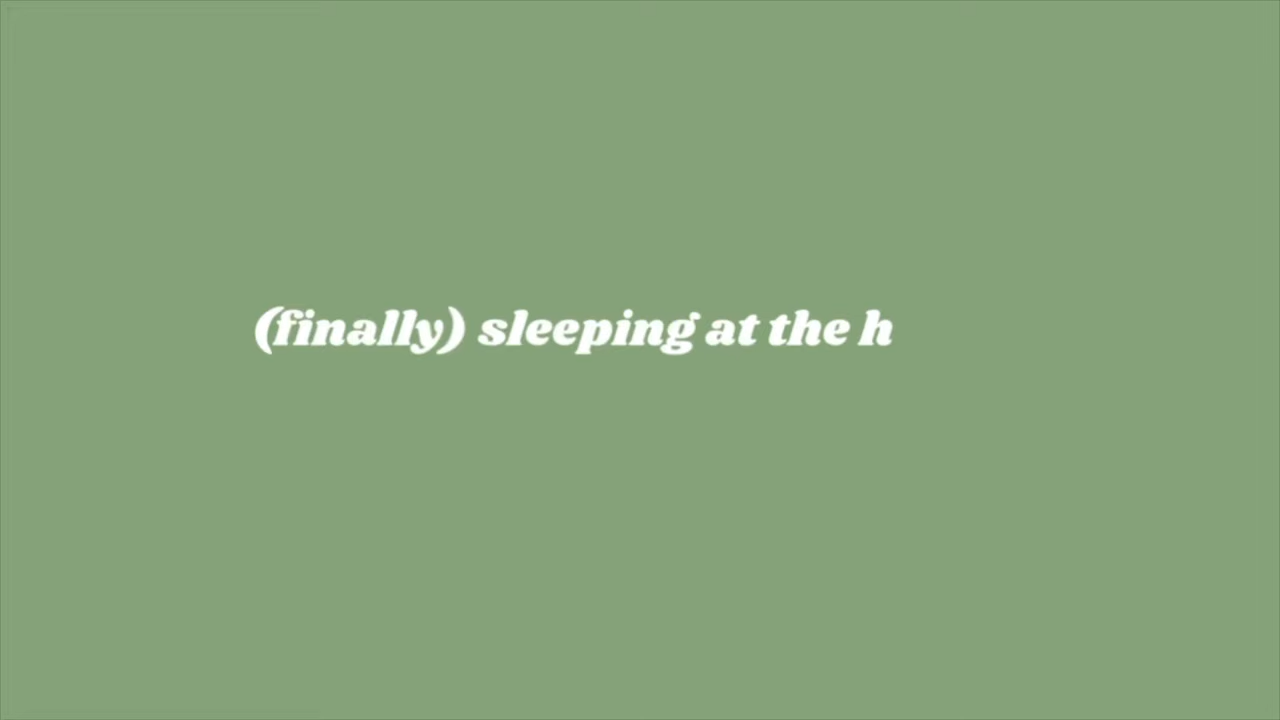 (finally) sleeping at the h